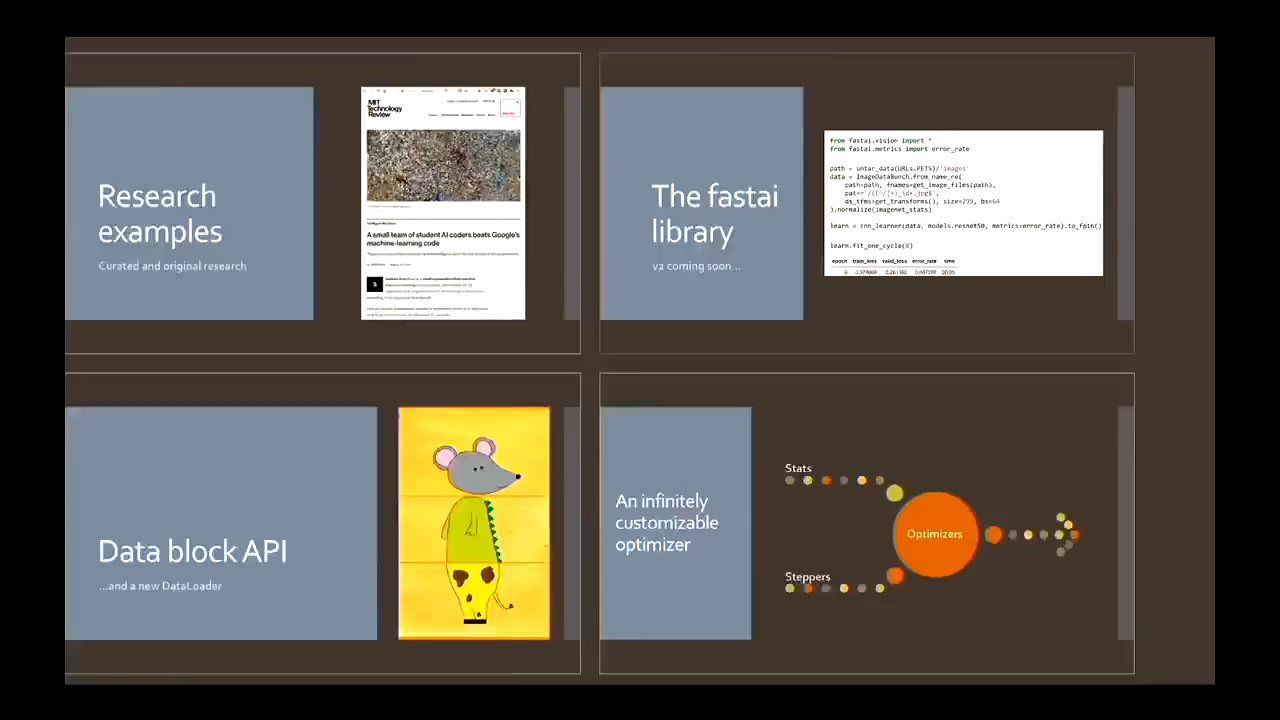 Research
examples
Curated and original research
MIT
Technology
Review
A small team of student AI coders beats Google's
machine-learning code
The fastai
library
v2 coming soon...
from fastai.vision import *
from fastai.metrics import error_rate
path = untar_data(URLs.PETS)/'images'
data = ImageDataBunch.from_name_re(
path=path, fnames=get_image_files(path),
ds_tfms=get_transforms(), size=299, bs=64
).normalize(imagenet_stats)
learn = cnn_learner(data, models.resnet50, metrics=error_rate).to_fp16()
learn.fit_one_cycle(8)
epoch train_loss valid_loss error_rate time
Data block API
...and a new DataLoader
An infinitely
customizable
optimizer
Stats
Optimizers
Steppers